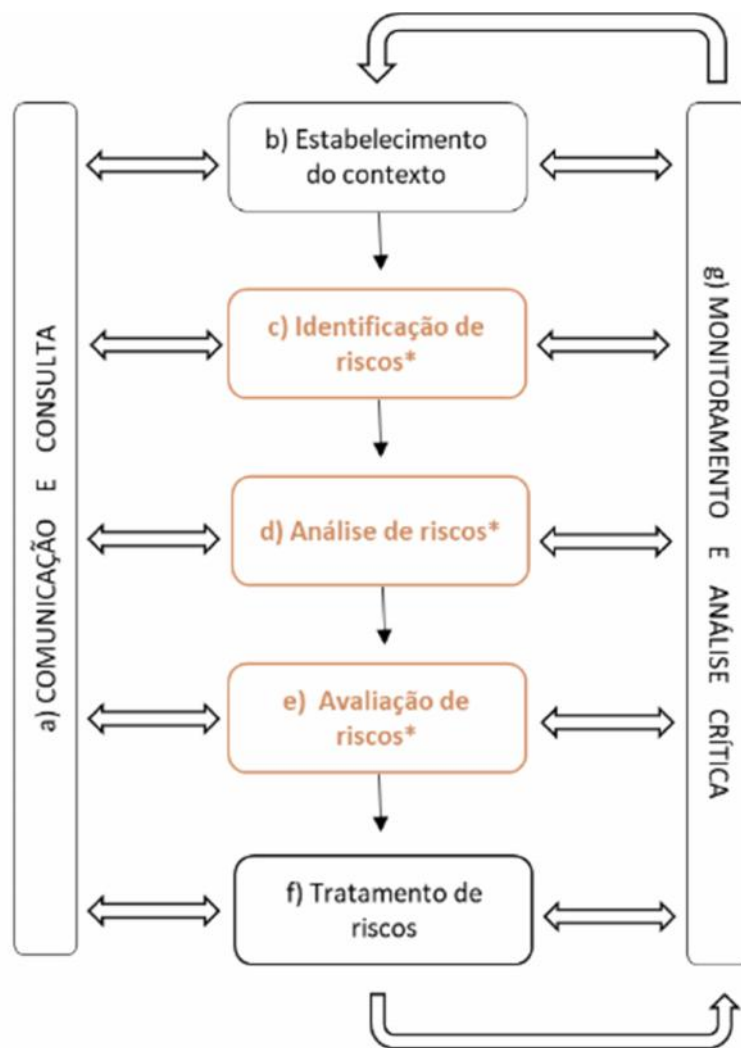 a) COMUNICAÇÃO E CONSULTA
b) Estabelecimento
do contexto
c) Identificação de
riscos*
d) Análise de riscos*
e) Avaliação de
riscos*
f) Tratamento de
riscos
g) MONITORAMENTO E ANÁLISE CRÍTICA